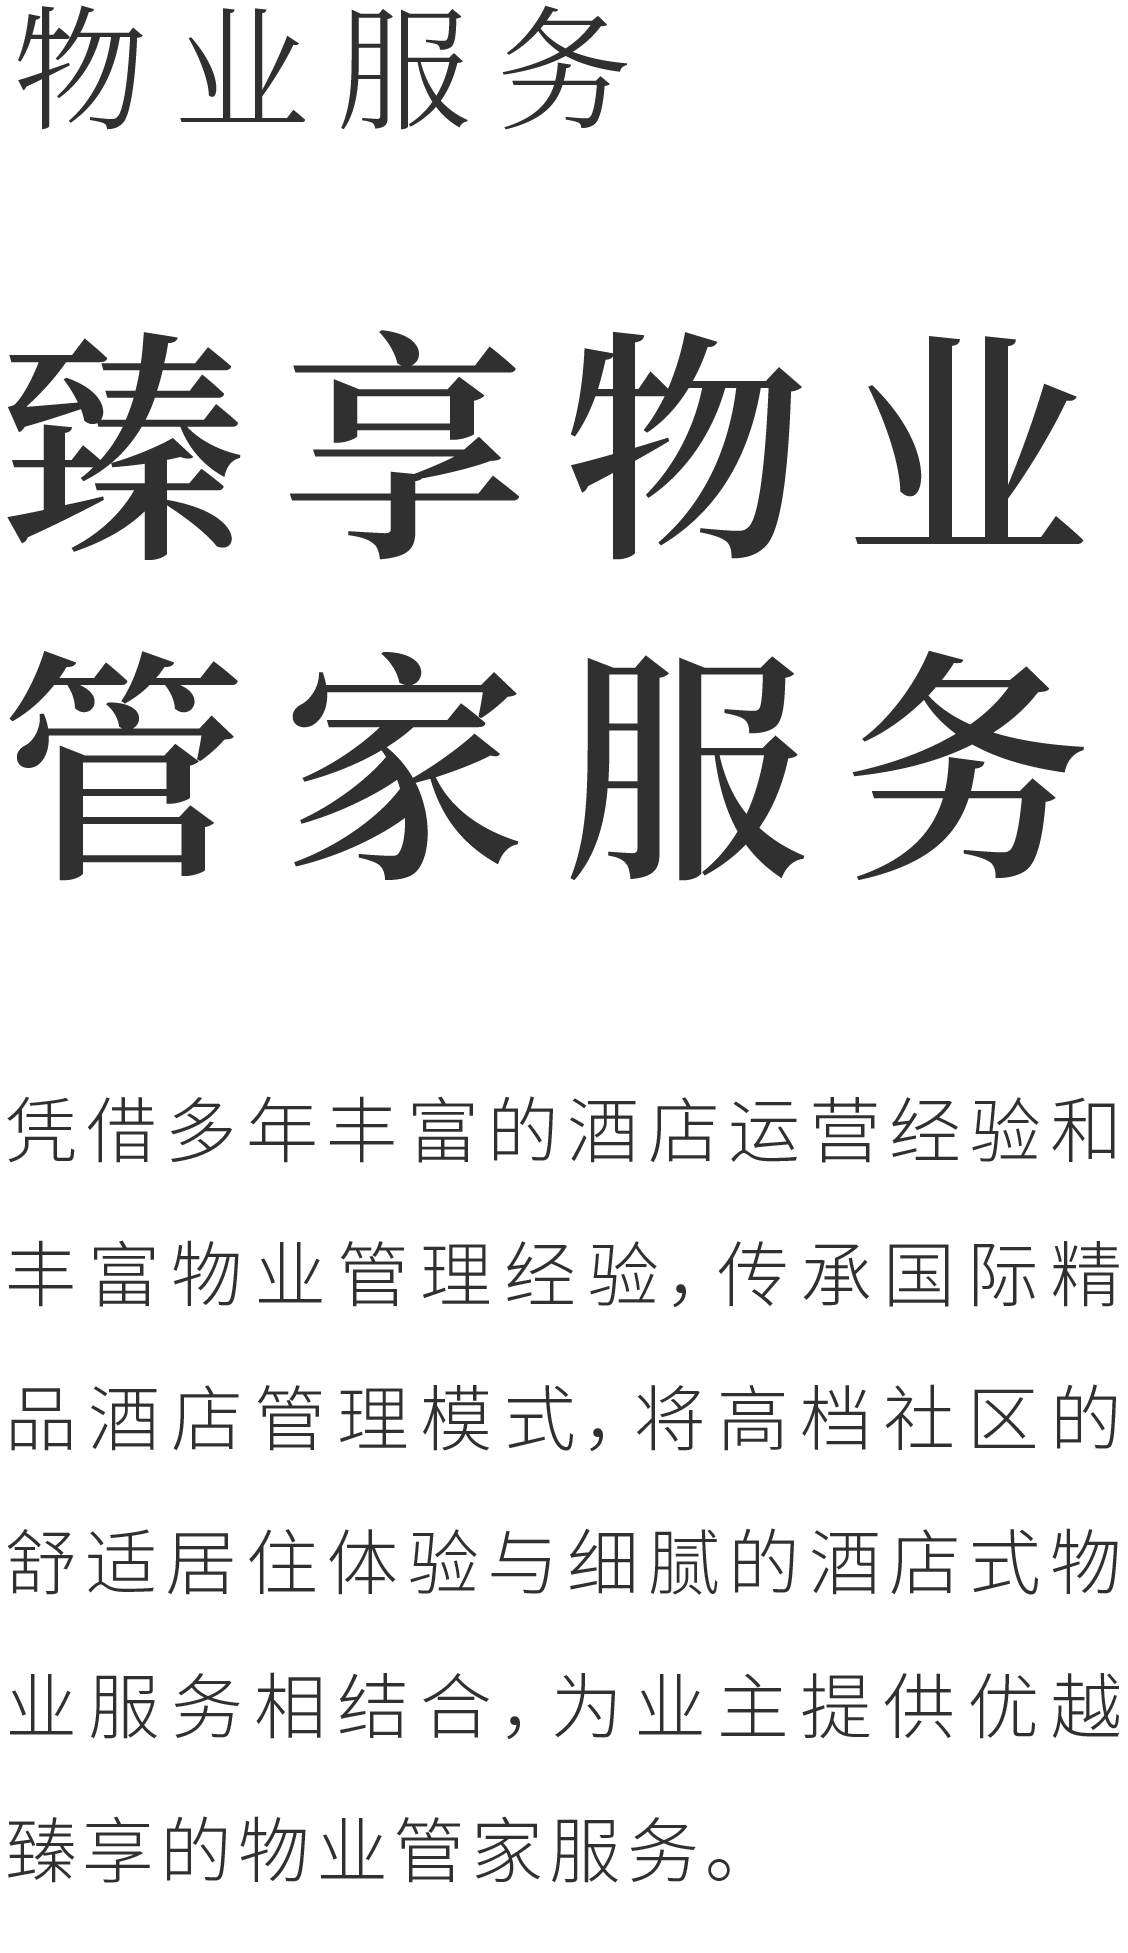 物业服务
臻享物业
管家服务
凭借多年丰富的酒店运营经验和
丰富物业管理经验，传承国际精
品酒店管理模式，将高档社区的
舒适居住体验与细腻的酒店式物
业服务相结合，为业主提供优越
臻享的物业管家服务。